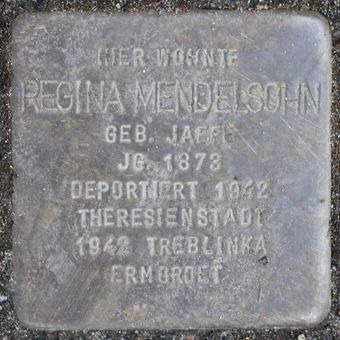 HIER WOHNTE
REGINA MENDELSOHN
GEB. JAFFE
JG. 1873
DEPORTIERT 1942
THERESIENSTADT
1942 TREBLINKA
ERMORDET